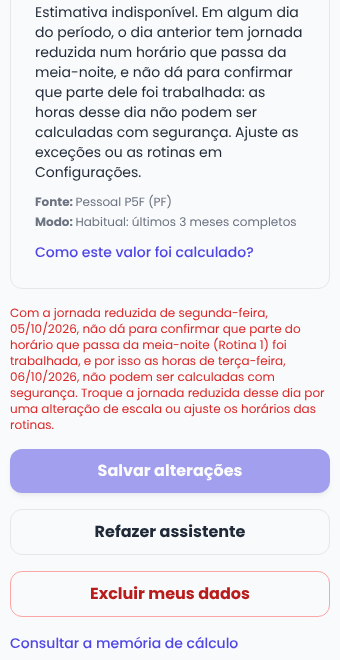 Estimativa indisponível. Em algum dia
do período, o dia anterior tem jornada
reduzida num horário que passa da
meia-noite, e não dá para confirmar
que parte dele foi trabalhada: as
horas desse dia não podem ser
calculadas com segurança. Ajuste as
exceções ou as rotinas em
Configurações.
Fonte: Pessoal P5F (PF)
Modo: Habitual: últimos 3 meses completos
Como este valor foi calculado?
Com a jornada reduzida de segunda-feira,
05/10/2026, não dá para confirmar que parte do
horário que passa da meia-noite (Rotina 1) foi
trabalhada, e por isso as horas de terça-feira,
06/10/2026, não podem ser calculadas com
segurança. Troque a jornada reduzida desse dia por
uma alteração de escala ou ajuste os horários das
rotinas.
Salvar alterações
Refazer assistente
Excluir meus dados
Consultar a memória de cálculo